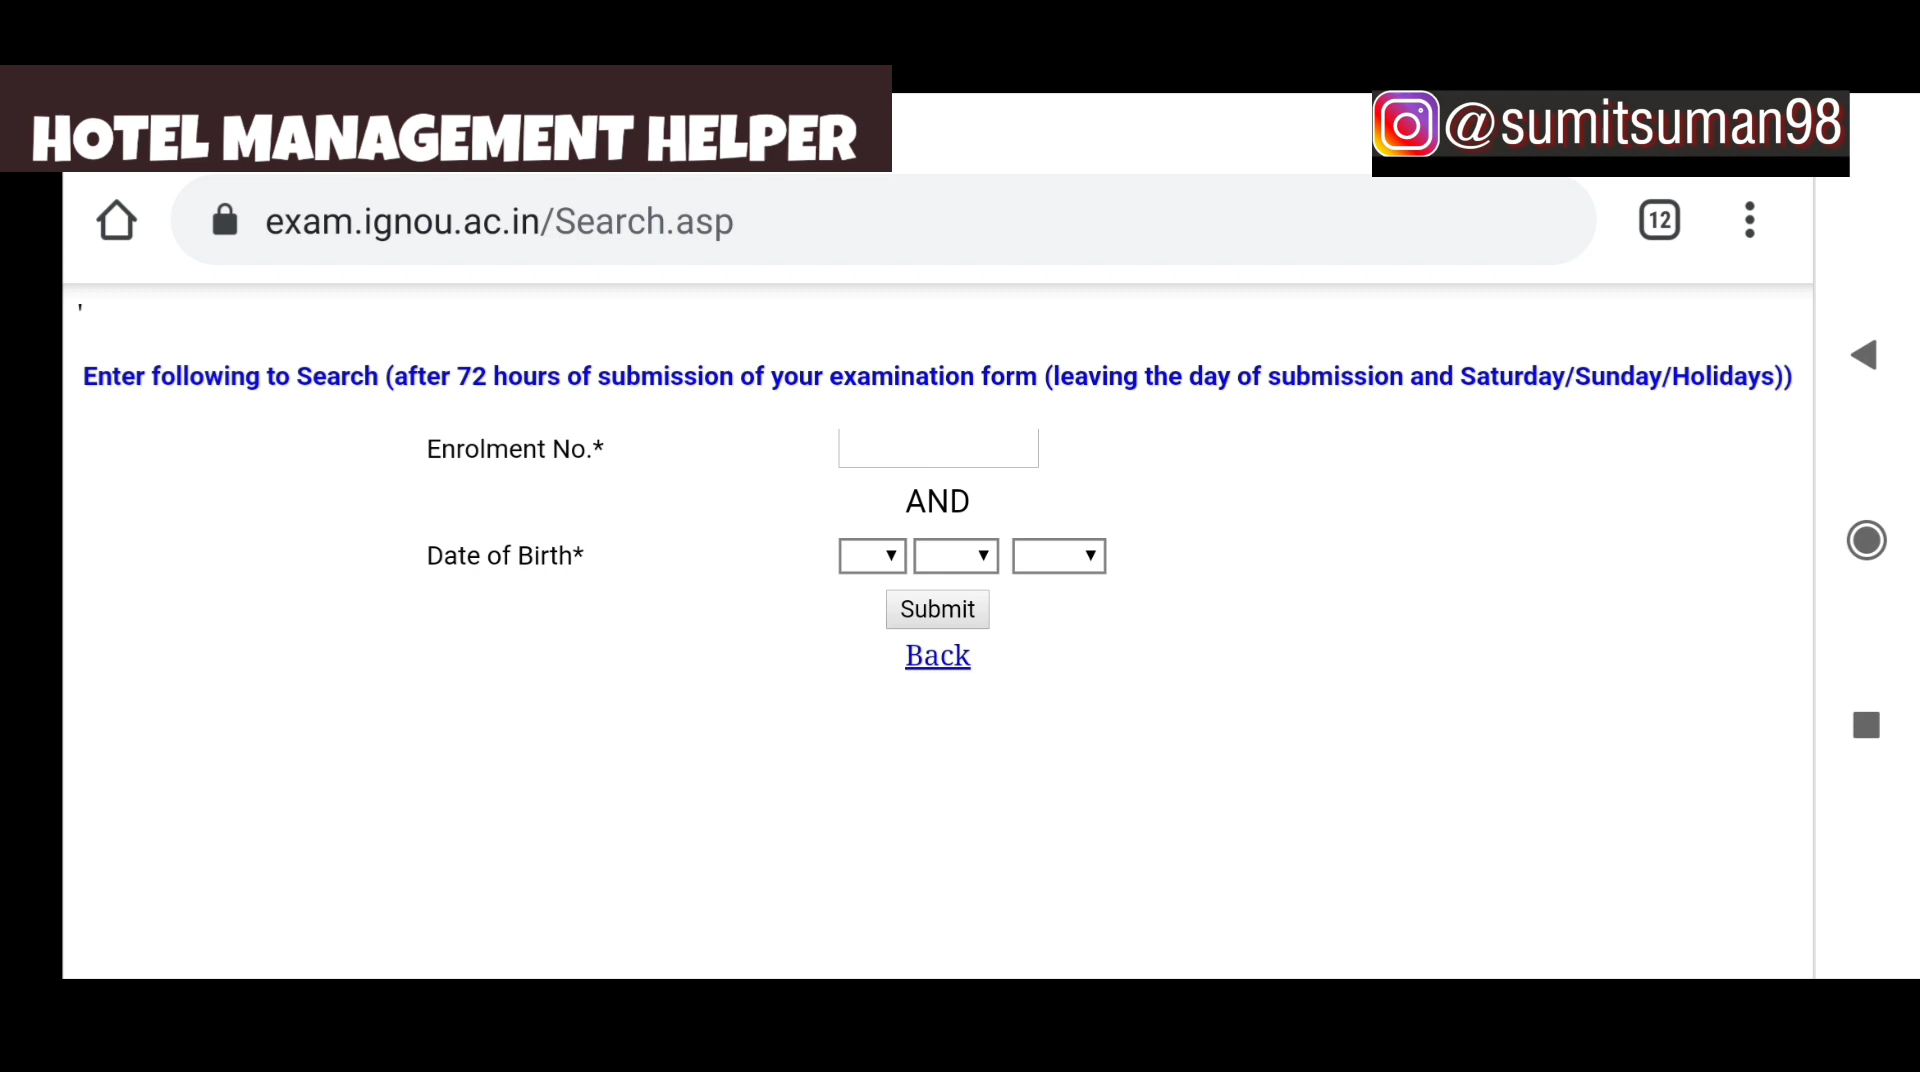 HOTEL MANAGEMENT HELPER
@sumitsuman98
exam.ignou.ac.in/Search.asp
12
'
Enter following to Search (after 72 hours of submission of your examination form (leaving the day of submission and Saturday/Sunday/Holidays))
Enrolment No.*
AND
Date of Birth*
Submit
Back